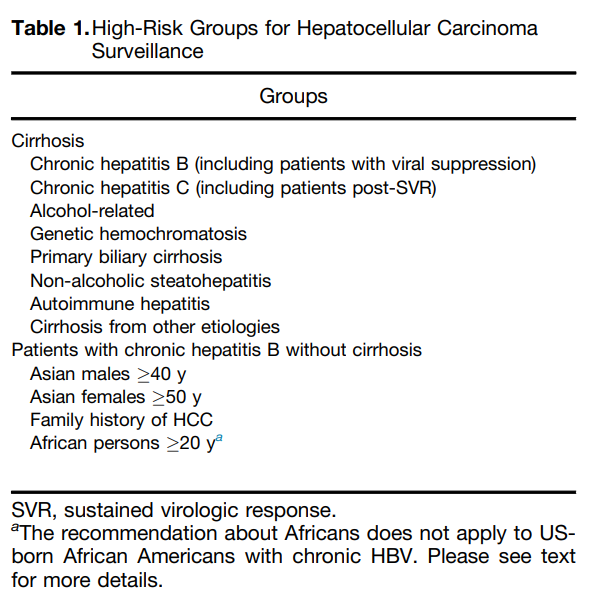 Table 1. High-Risk Groups for Hepatocellular Carcinoma
Surveillance
Groups
Cirrhosis
Chronic hepatitis B (including patients with viral suppression)
Chronic hepatitis C (including patients post-SVR)
Alcohol-related
Genetic hemochromatosis
Primary biliary cirrhosis
Non-alcoholic steatohepatitis
Autoimmune hepatitis
Cirrhosis from other etiologies
Patients with chronic hepatitis B without cirrhosis
Asian males ≥40 y
Asian females ≥50 y
Family history of HCC
African persons ≥20 yᵃ
SVR, sustained virologic response.
ᵃThe recommendation about Africans does not apply to US-
born African Americans with chronic HBV. Please see text
for more details.